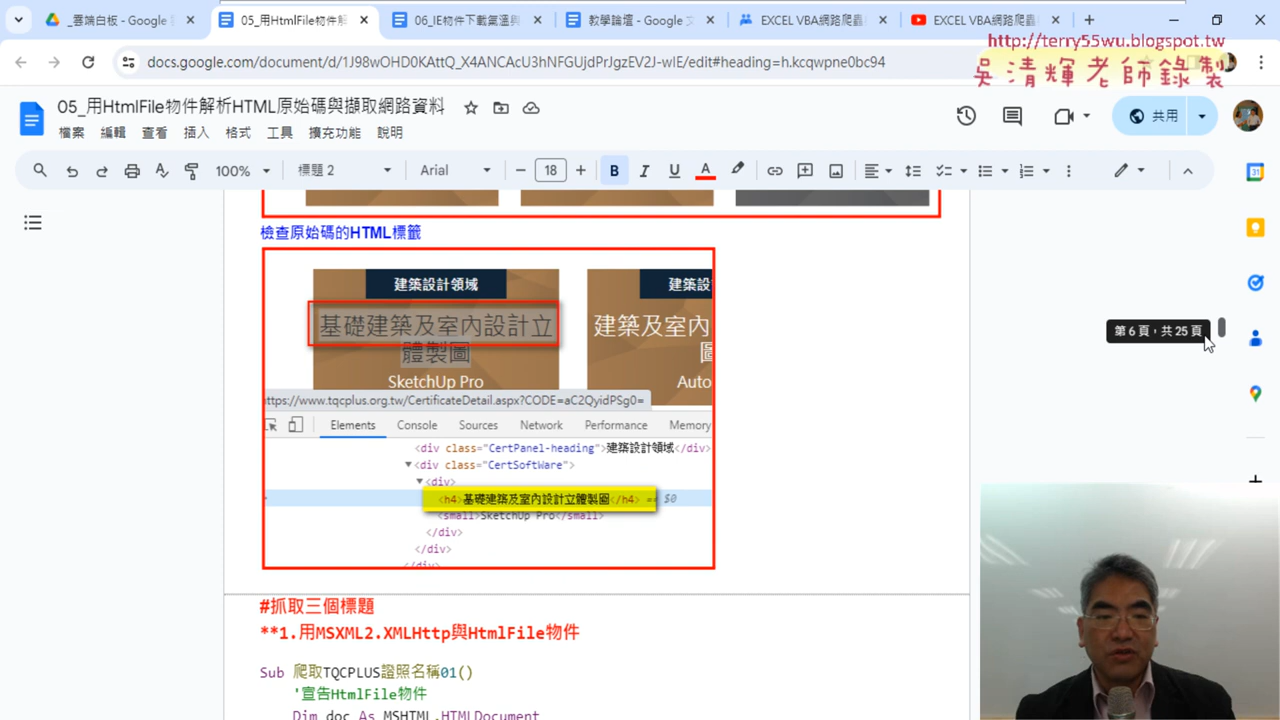 _雲端白板 - Google
05_用HtmlFile物件解
06_IE物件下載氣溫與
教學論壇 - Google 文
EXCEL VBA網路爬蟲
EXCEL VBA網路爬蟲
http://terry55wu.blogspot.tw
吳清輝老師錄製
docs.google.com/document/d/1J98wOHD0KAttQ_X4ANCAcU3hNFGUjdPrJgzEV2J-wIE/edit#heading=h.kcqwpne0bc94
05_用HtmlFile物件解析HTML原始碼與擷取網路資料
檔案 編輯 查看 插入 格式 工具 擴充功能 說明
共用
100% 標題 2 Arial 18 B I U A
檢查原始碼的HTML標籤
建築設計領域
建築設
基礎建築及室內設計立
體製圖
建築及室內
圖
SketchUp Pro
Auto
ttps://www.tqcplus.org.tw/CertificateDetail.aspx?CODE=aC2QyidPSg0=
Elements Console Sources Network Performance Memory
<div class="CertPanel-heading">建築設計領域</div>
▼<div class="CertSoftWare">
▼<div>
<h4>基礎建築及室內設計立體製圖</h4> == $0
<small>SketchUp Pro</small>
</div>
</div>
</div>
第 6 頁，共 25 頁
#抓取三個標題
**1.用MSXML2.XMLHttp與HtmlFile物件
Sub 爬取TQCPLUS證照名稱01()
'宣告HtmlFile物件
Dim doc As MSHTML.HTMLDocument